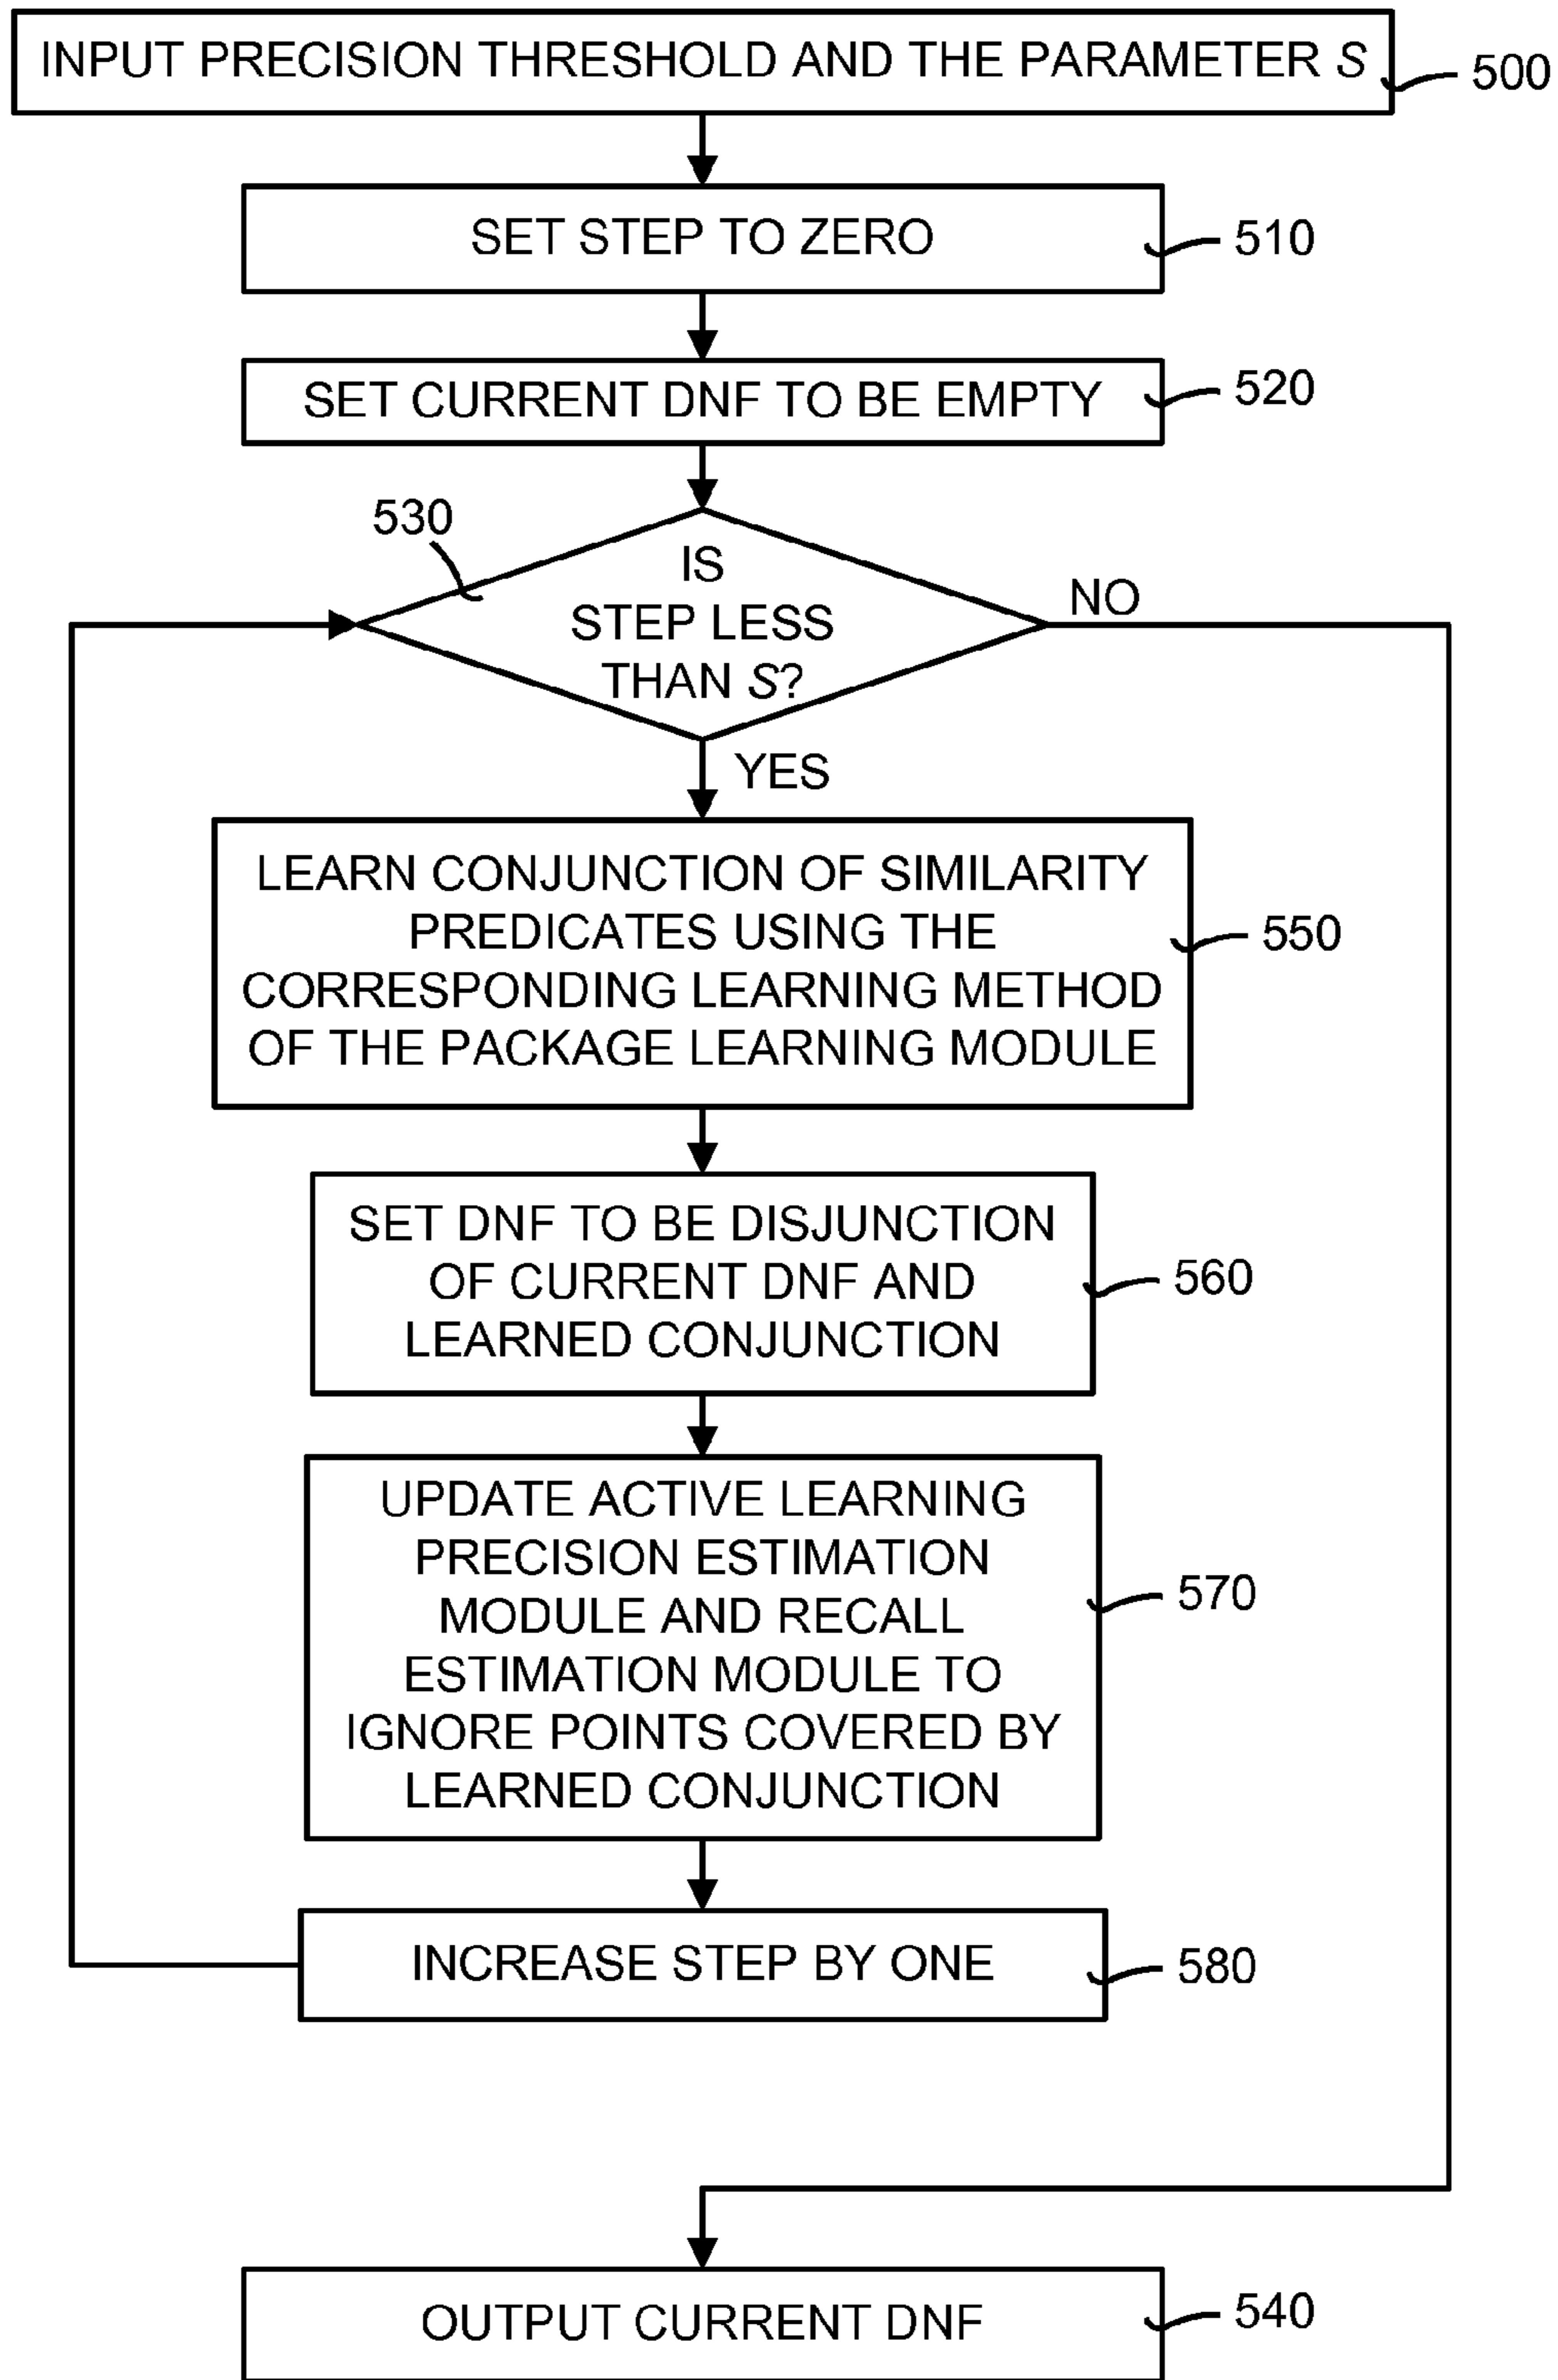 INPUT PRECISION THRESHOLD AND THE PARAMETER S
500
SET STEP TO ZERO
510
SET CURRENT DNF TO BE EMPTY
520
530
IS
STEP LESS
THAN S?
NO
YES
LEARN CONJUNCTION OF SIMILARITY
PREDICATES USING THE
CORRESPONDING LEARNING METHOD
OF THE PACKAGE LEARNING MODULE
550
SET DNF TO BE DISJUNCTION
OF CURRENT DNF AND
LEARNED CONJUNCTION
560
UPDATE ACTIVE LEARNING
PRECISION ESTIMATION
MODULE AND RECALL
ESTIMATION MODULE TO
IGNORE POINTS COVERED BY
LEARNED CONJUNCTION
570
INCREASE STEP BY ONE
580
OUTPUT CURRENT DNF
540